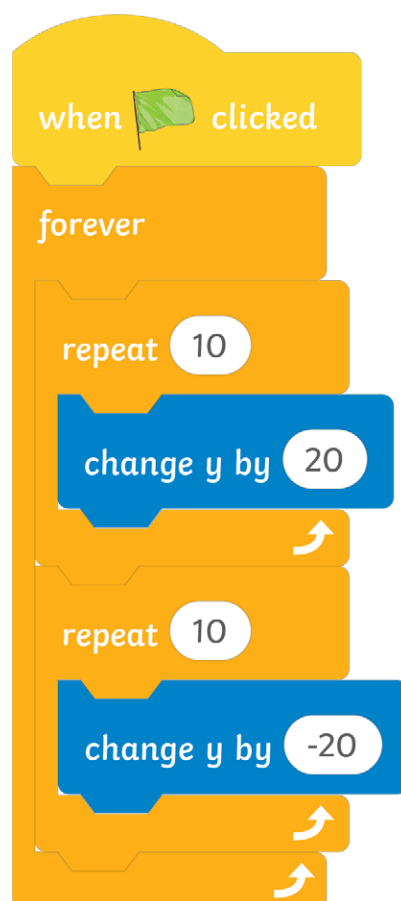 when clicked
forever
repeat 10
change y by 20
repeat 10
change y by -20